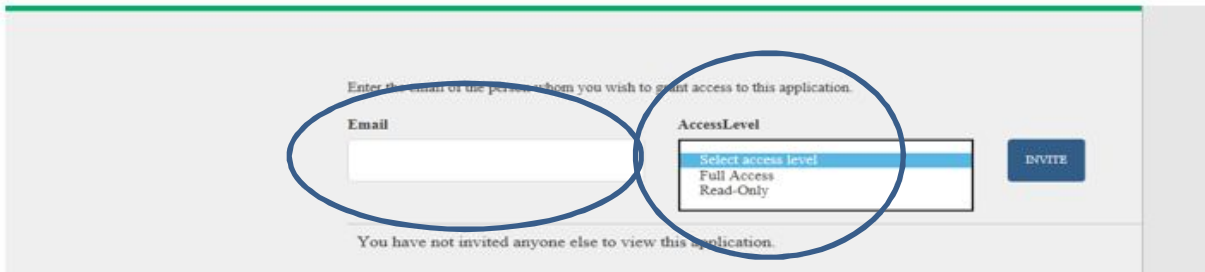 Enter the email of the person whom you wish to grant access to this application.
Email
AccessLevel
Select access level
Full Access
Read-Only
INVITE
You have not invited anyone else to view this application.